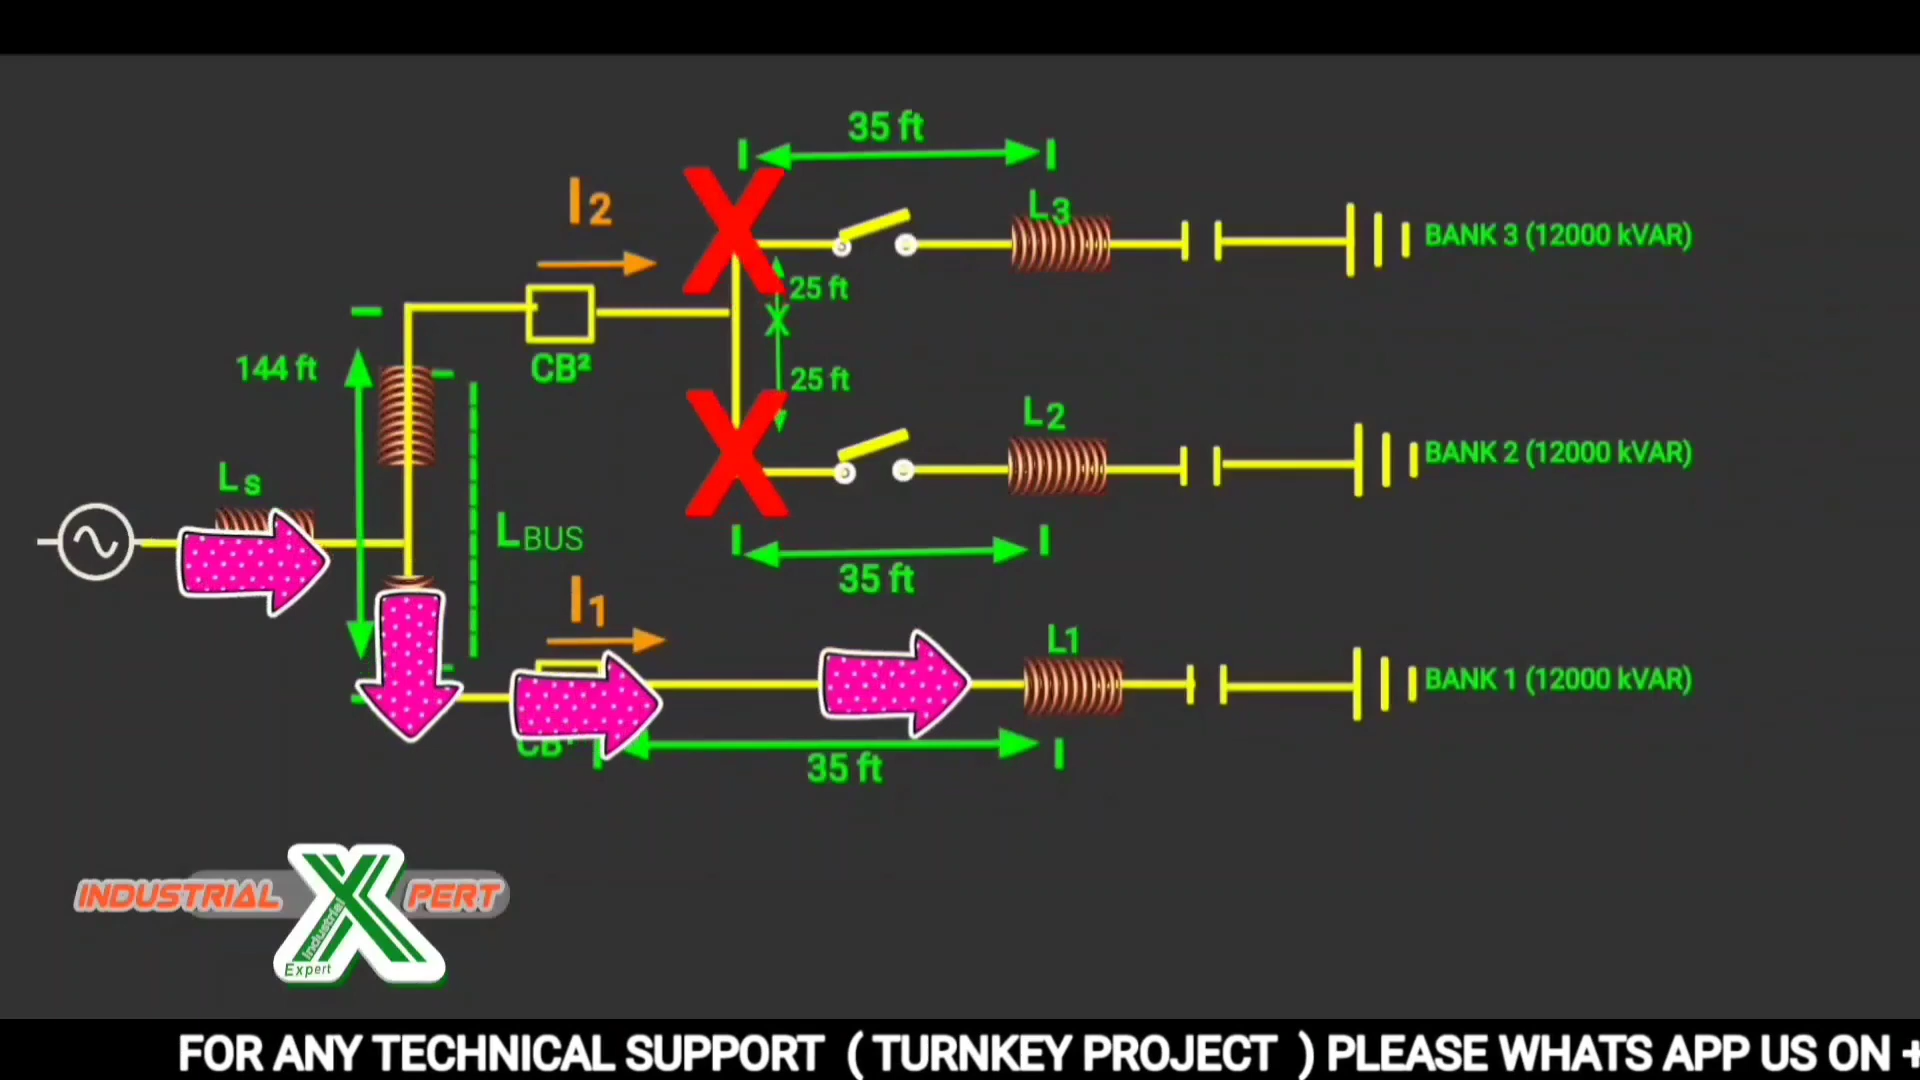 35 ft
I2
L3
BANK 3 (12000 kVAR)
25 ft
CB²
144 ft
25 ft
L2
BANK 2 (12000 kVAR)
Ls
LBUS
35 ft
I1
L1
BANK 1 (12000 kVAR)
CB
35 ft
INDUSTRIAL X PERT
Industrial
Expert
FOR ANY TECHNICAL SUPPORT ( TURNKEY PROJECT ) PLEASE WHATS APP US ON +